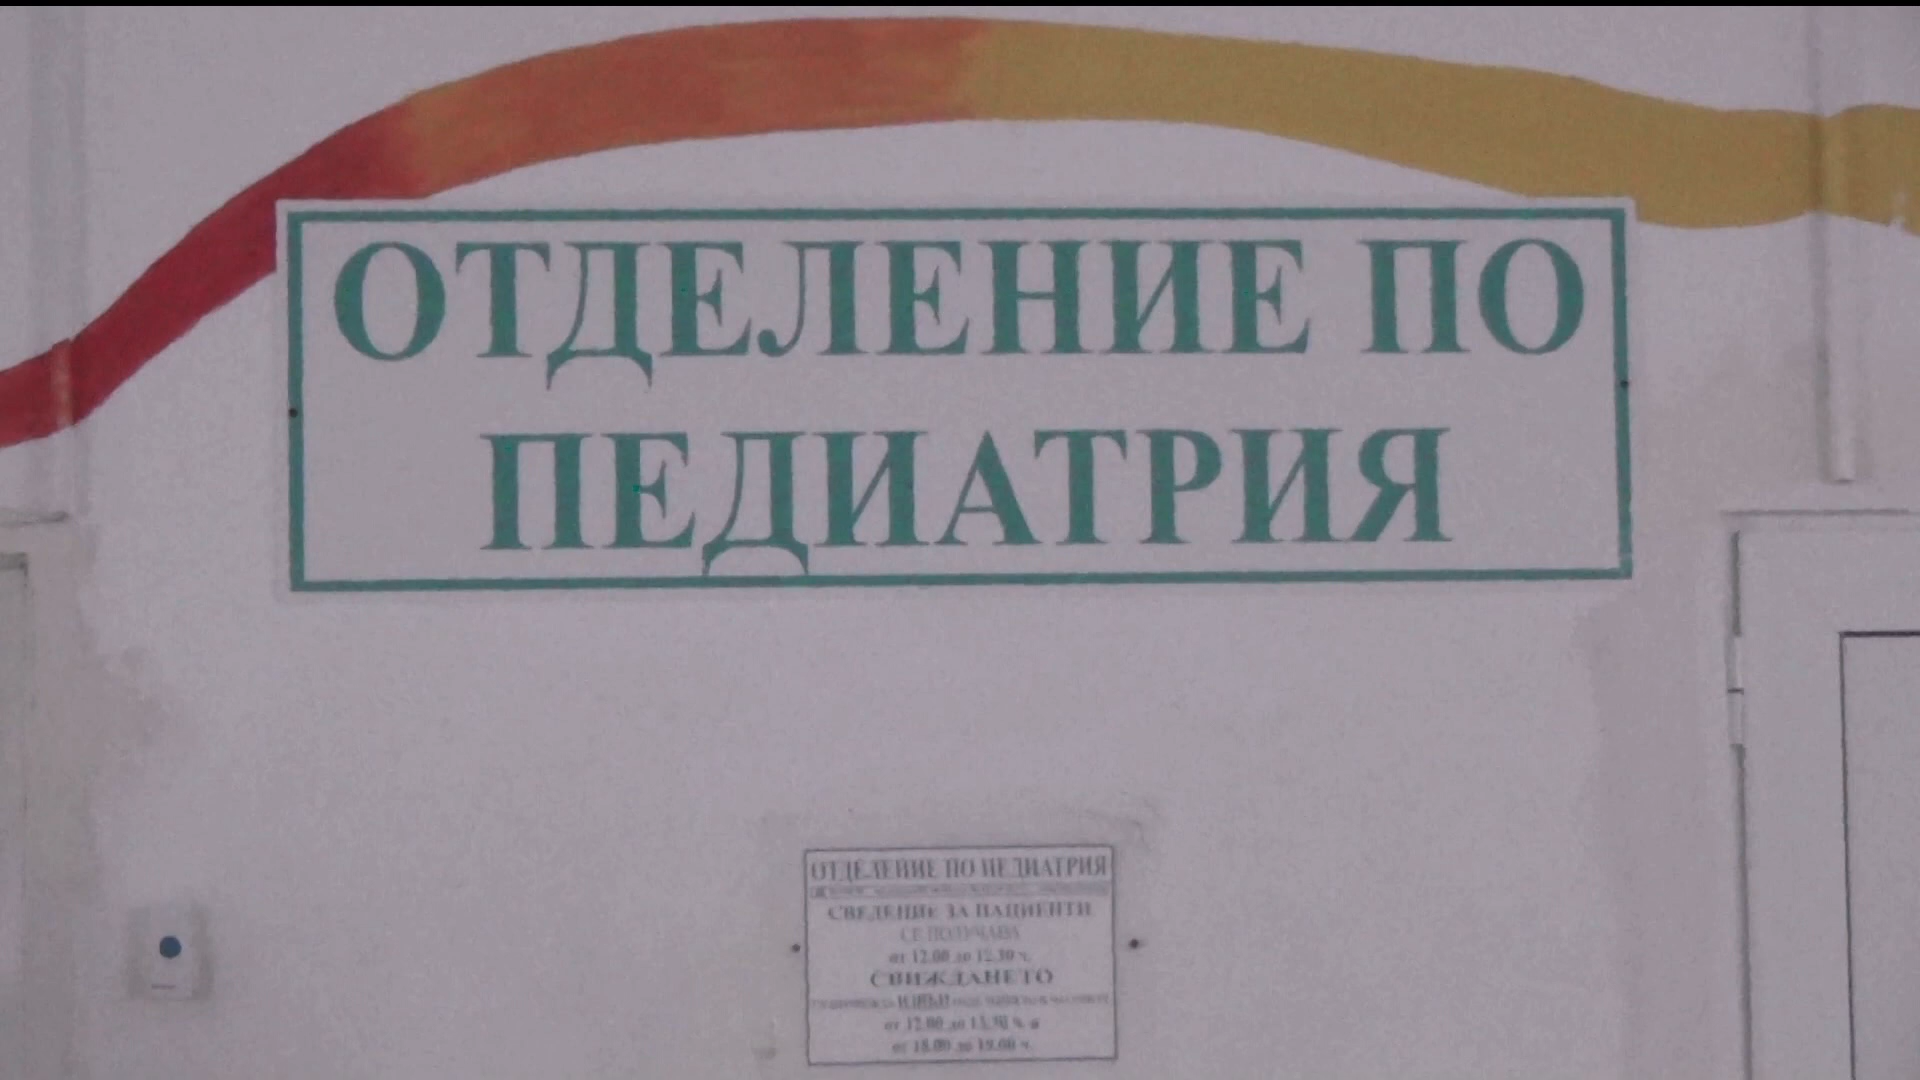 ОТДЕЛЕНИЕ ПО
ПЕДИАТРИЯ
ОТДЕЛЕНИЕ ПО ПЕДИАТРИЯ
СВЕДЕНИЕ ЗА ПАЦИЕНТИ
СЕ ПОЛУЧАВА
от 12.00 до 12.30 ч.
СВИЖДАНЕТО
от 12.00 до 13.30 ч. и
от 18.00 до 19.00 ч.